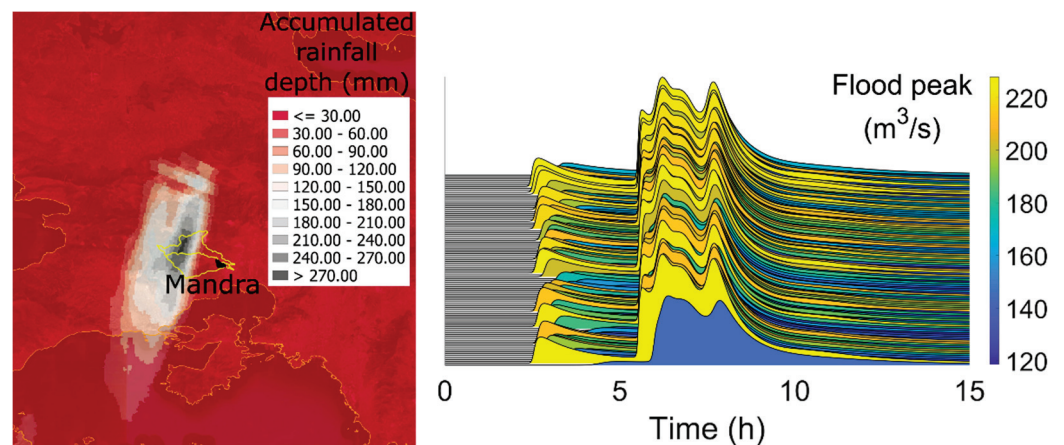 Accumulated
rainfall
depth (mm)
<= 30.00
30.00 - 60.00
60.00 - 90.00
90.00 - 120.00
120.00 - 150.00
150.00 - 180.00
180.00 - 210.00
210.00 - 240.00
240.00 - 270.00
> 270.00
Mandra
Flood peak
(m³/s)
220
200
180
160
140
120
0
5
10
15
Time (h)